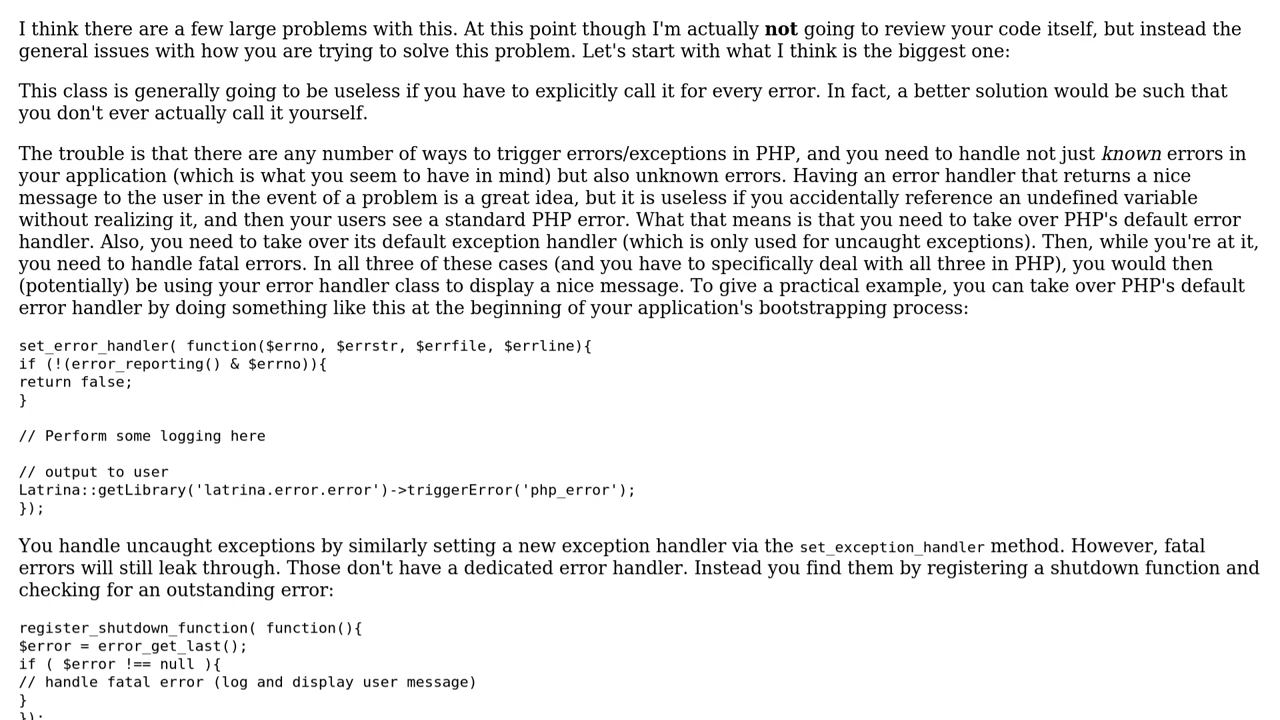 I think there are a few large problems with this. At this point though I'm actually not going to review your code itself, but instead the
general issues with how you are trying to solve this problem. Let's start with what I think is the biggest one:
This class is generally going to be useless if you have to explicitly call it for every error. In fact, a better solution would be such that
you don't ever actually call it yourself.
The trouble is that there are any number of ways to trigger errors/exceptions in PHP, and you need to handle not just known errors in
your application (which is what you seem to have in mind) but also unknown errors. Having an error handler that returns a nice
message to the user in the event of a problem is a great idea, but it is useless if you accidentally reference an undefined variable
without realizing it, and then your users see a standard PHP error. What that means is that you need to take over PHP's default error
handler. Also, you need to take over its default exception handler (which is only used for uncaught exceptions). Then, while you're at it,
you need to handle fatal errors. In all three of these cases (and you have to specifically deal with all three in PHP), you would then
(potentially) be using your error handler class to display a nice message. To give a practical example, you can take over PHP's default
error handler by doing something like this at the beginning of your application's bootstrapping process:
set_error_handler( function($errno, $errstr, $errfile, $errline){
if (!(error_reporting() & $errno)){
return false;
}
// Perform some logging here
// output to user
Latrina::getLibrary('latrina.error.error')->triggerError('php_error');
});
You handle uncaught exceptions by similarly setting a new exception handler via the set_exception_handler method. However, fatal
errors will still leak through. Those don't have a dedicated error handler. Instead you find them by registering a shutdown function and
checking for an outstanding error:
register_shutdown_function( function(){
$error = error_get_last();
if ( $error !== null ){
// handle fatal error (log and display user message)
}
});